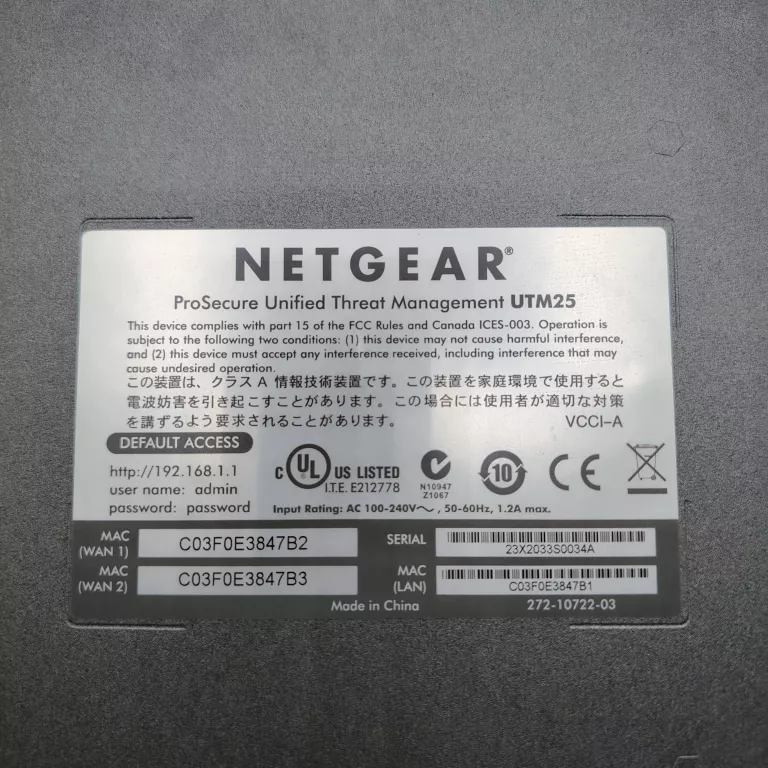 NETGEAR®
ProSecure Unified Threat Management UTM25
This device complies with part 15 of the FCC Rules and Canada ICES-003. Operation is
subject to the following two conditions: (1) this device may not cause harmful interference,
and (2) this device must accept any interference received, including interference that may
cause undesired operation.
この装置は、クラス A 情報技術装置です。この装置を家庭環境で使用すると
電波妨害を引き起こすことがあります。この場合には使用者が適切な対策
を講ずるよう要求されることがあります。 VCCI-A
DEFAULT ACCESS
http://192.168.1.1
user name: admin
password: password
C UL US LISTED
I.T.E. E212778
N10947
Z1067
10
CE
Input Rating: AC 100-240V～, 50-60Hz, 1.2A max.
MAC
(WAN 1)
C03F0E3847B2
SERIAL
23X2033S0034A
MAC
(WAN 2)
C03F0E3847B3
MAC
(LAN)
C03F0E3847B1
Made in China
272-10722-03